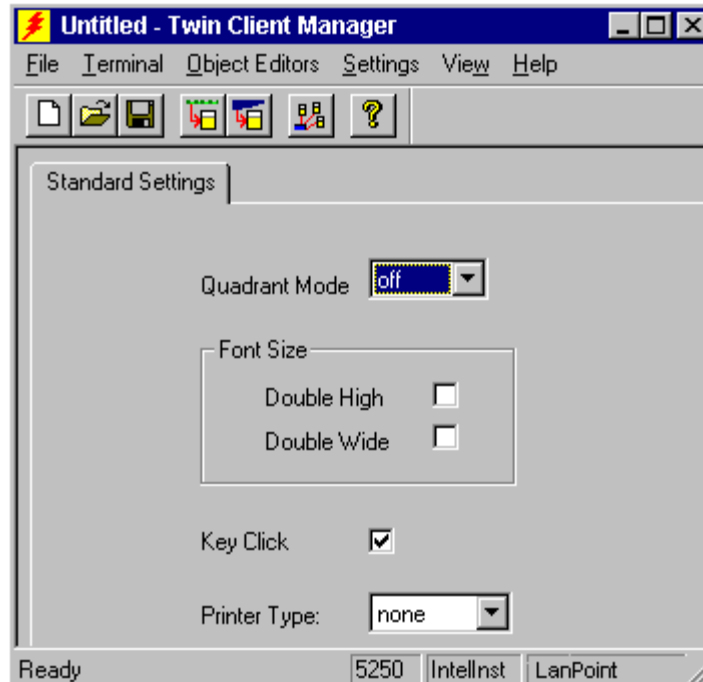 Untitled - Twin Client Manager
File Terminal Object Editors Settings View Help
Standard Settings
Quadrant Mode off
Font Size
Double High
Double Wide
Key Click
Printer Type: none
Ready 5250 IntelInst LanPoint